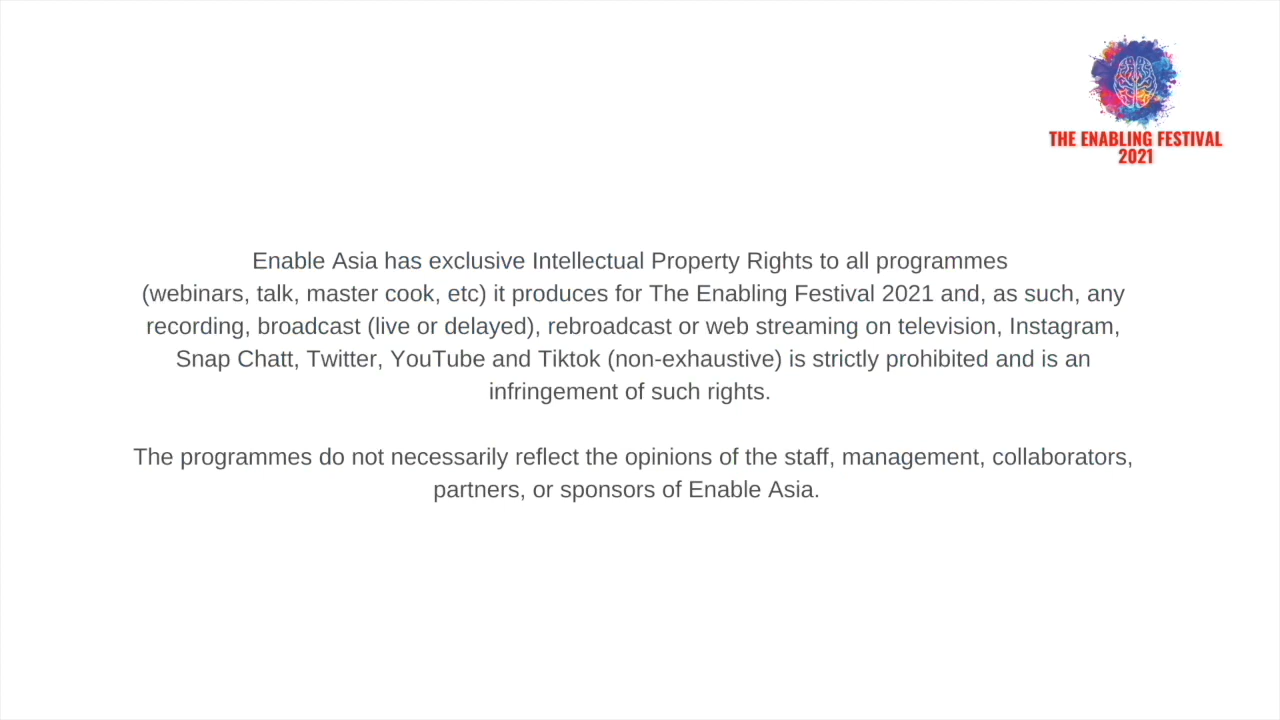 THE ENABLING FESTIVAL
2021
Enable Asia has exclusive Intellectual Property Rights to all programmes
(webinars, talk, master cook, etc) it produces for The Enabling Festival 2021 and, as such, any
recording, broadcast (live or delayed), rebroadcast or web streaming on television, Instagram,
Snap Chatt, Twitter, YouTube and Tiktok (non-exhaustive) is strictly prohibited and is an
infringement of such rights.
The programmes do not necessarily reflect the opinions of the staff, management, collaborators,
partners, or sponsors of Enable Asia.